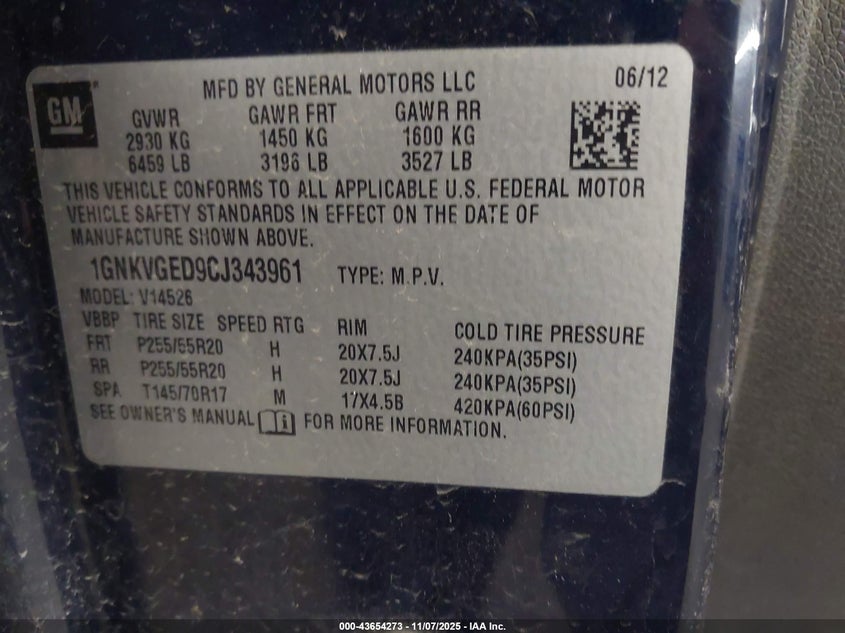 GM
MFD BY GENERAL MOTORS LLC 06/12
GVWR GAWR FRT GAWR RR
2930 KG 1450 KG 1600 KG
6459 LB 3196 LB 3527 LB
THIS VEHICLE CONFORMS TO ALL APPLICABLE U.S. FEDERAL MOTOR
VEHICLE SAFETY STANDARDS IN EFFECT ON THE DATE OF
MANUFACTURE SHOWN ABOVE.
1GNKVGED9CJ343961 TYPE: M.P.V.
MODEL: V14526
VBBP TIRE SIZE SPEED RTG RIM COLD TIRE PRESSURE
FRT P255/55R20 H 20X7.5J 240KPA(35PSI)
RR P255/55R20 H 20X7.5J 240KPA(35PSI)
SPA T145/70R17 M 17X4.5B 420KPA(60PSI)
SEE OWNER'S MANUAL FOR MORE INFORMATION.
000-43654273 - 11/07/2025 - IAA Inc.